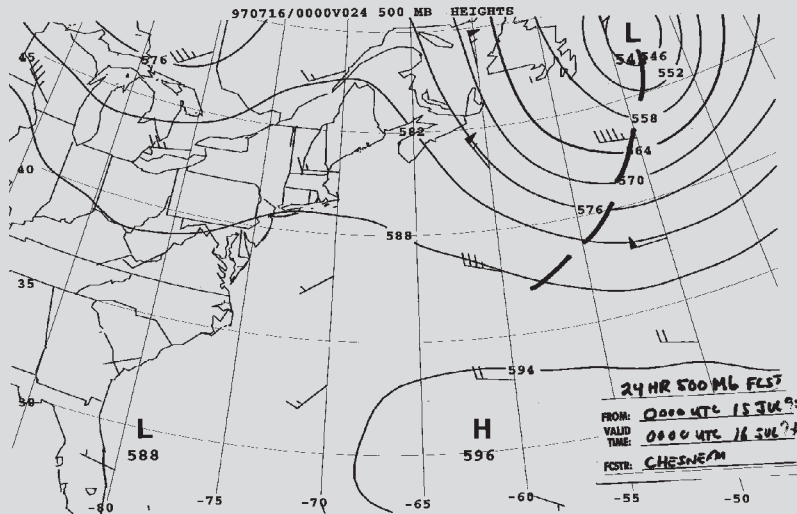 970716/0000V024 500 MB HEIGHTS
L
546
552
576
45
558
582
564
40
570
576
588
35
594
24 HR 500 MB FCST
FROM: 0000 UTC 15 JUL
30
L
588
H
596
VALID TIME: 0000 UTC 16 JUL
FCSTR:
-80
-75
-70
-65
-60
-55
-50